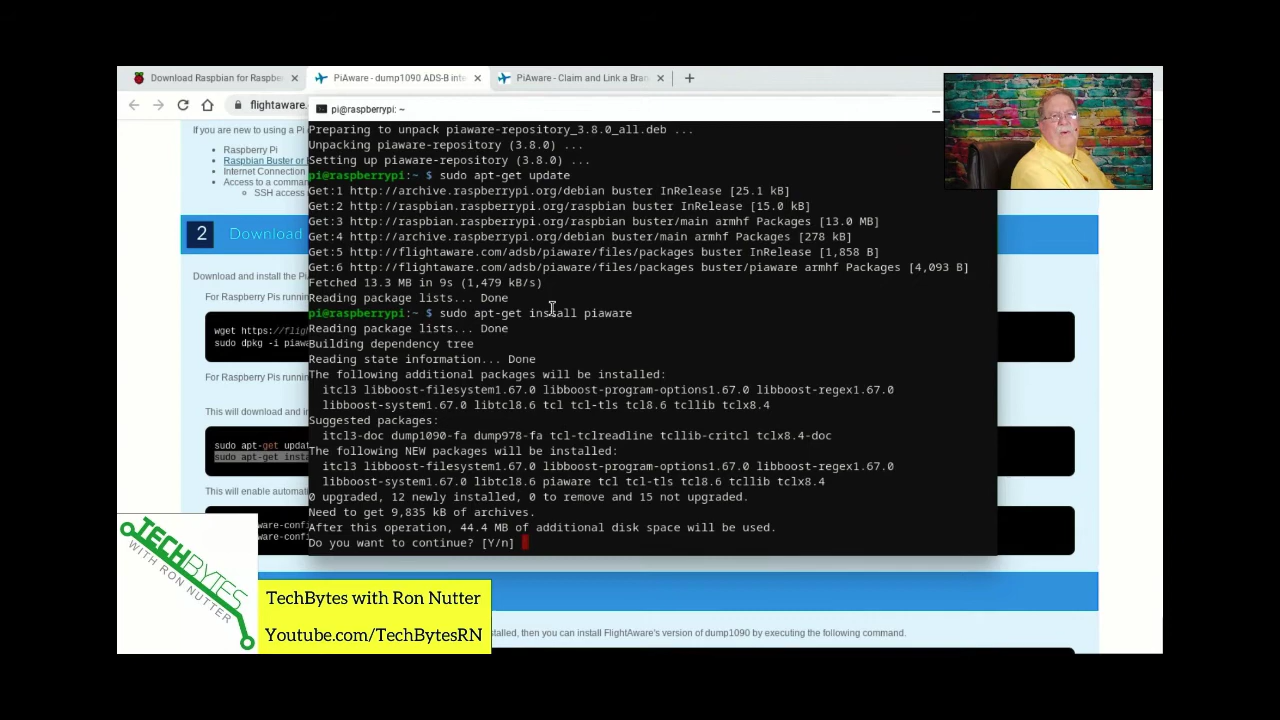 Download Raspbian for Raspbe
PiAware - dump1090 ADS-B inte
PiAware - Claim and Link a Bra
flightaware.
pi@raspberrypi: ~
If you are new to using a Pi
Raspberry Pi
Raspbian Buster or
Internet Connection
Access to a comma
SSH access
2 Download
Download and install the Pi
For Raspberry Pis runnin
wget https://fligh
sudo dpkg -i piawa
For Raspberry Pis runnin
This will download and in
sudo apt-get updat
sudo apt-get insta
This will enable automati
ware-conf
ware-conf
Preparing to unpack piaware-repository_3.8.0_all.deb ...
Unpacking piaware-repository (3.8.0) ...
Setting up piaware-repository (3.8.0) ...
pi@raspberrypi:~ $ sudo apt-get update
Get:1 http://archive.raspberrypi.org/debian buster InRelease [25.1 kB]
Get:2 http://raspbian.raspberrypi.org/raspbian buster InRelease [15.0 kB]
Get:3 http://raspbian.raspberrypi.org/raspbian buster/main armhf Packages [13.0 MB]
Get:4 http://archive.raspberrypi.org/debian buster/main armhf Packages [278 kB]
Get:5 http://flightaware.com/adsb/piaware/files/packages buster InRelease [1,858 B]
Get:6 http://flightaware.com/adsb/piaware/files/packages buster/piaware armhf Packages [4,093 B]
Fetched 13.3 MB in 9s (1,479 kB/s)
Reading package lists... Done
pi@raspberrypi:~ $ sudo apt-get install piaware
Reading package lists... Done
Building dependency tree
Reading state information... Done
The following additional packages will be installed:
itcl3 libboost-filesystem1.67.0 libboost-program-options1.67.0 libboost-regex1.67.0
libboost-system1.67.0 libtcl8.6 tcl tcl-tls tcl8.6 tcllib tclx8.4
Suggested packages:
itcl3-doc dump1090-fa dump978-fa tcl-tclreadline tcllib-critcl tclx8.4-doc
The following NEW packages will be installed:
itcl3 libboost-filesystem1.67.0 libboost-program-options1.67.0 libboost-regex1.67.0
libboost-system1.67.0 libtcl8.6 piaware tcl tcl-tls tcl8.6 tcllib tclx8.4
0 upgraded, 12 newly installed, 0 to remove and 15 not upgraded.
Need to get 9,835 kB of archives.
After this operation, 44.4 MB of additional disk space will be used.
Do you want to continue? [Y/n]
TECHBYTES
WITH RON NUTTER
TechBytes with Ron Nutter
Youtube.com/TechBytesRN
stalled, then you can install FlightAware's version of dump1090 by executing the following command.